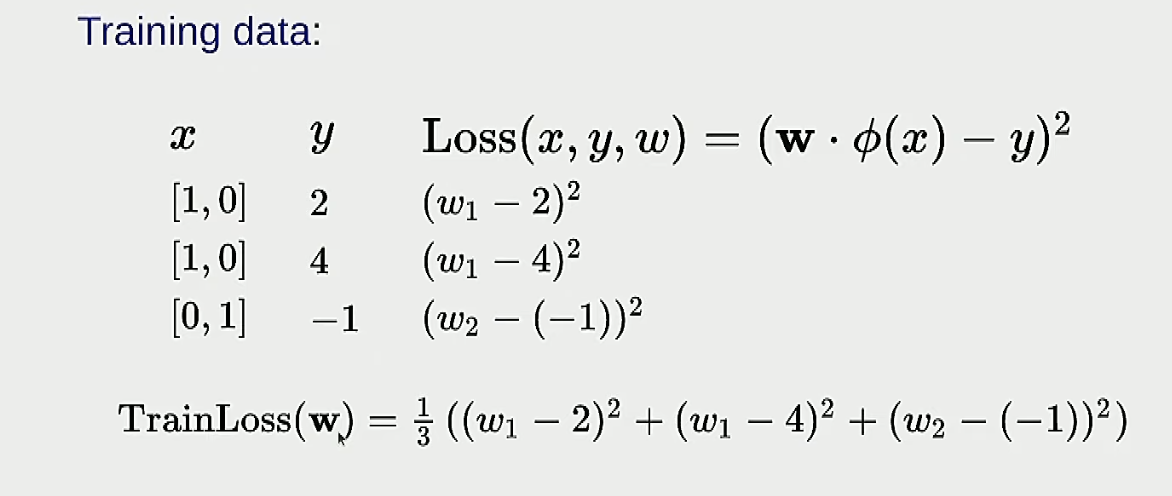 Training data:
x y Loss(x, y, w) = (w · ϕ(x) − y)²
[1, 0] 2 (w₁ − 2)²
[1, 0] 4 (w₁ − 4)²
[0, 1] −1 (w₂ − (−1))²
TrainLoss(w) = 1/3 ((w₁ − 2)² + (w₁ − 4)² + (w₂ − (−1))²)